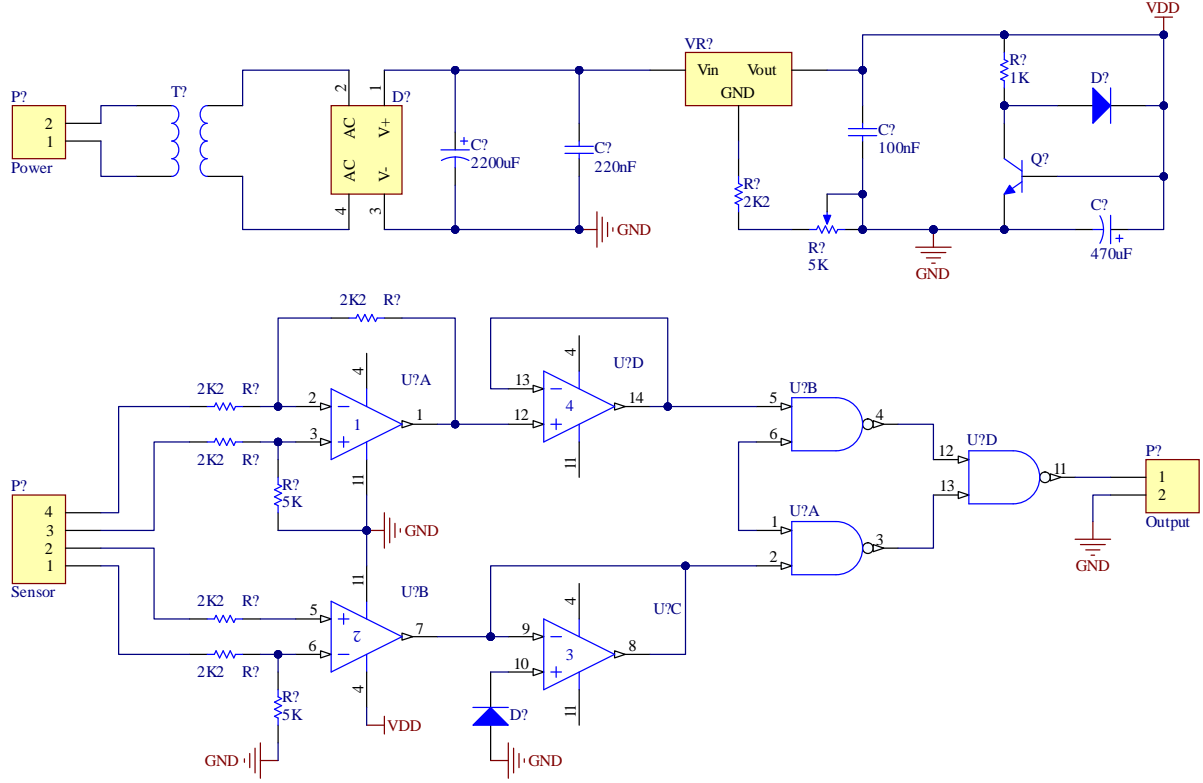 P?
2
1
Power
T?
2
1
AC
V+
D?
AC
V-
4
3
C?
+
2200uF
C?
220nF
GND
VR?
Vin
Vout
GND
R?
2K2
R?
5K
C?
100nF
GND
VDD
R?
1K
D?
Q?
C?
+
470uF
P?
4
3
2
1
Sensor
2K2 R?
2K2 R?
2K2 R?
R?
5K
4
U?A
2
3
1
1
11
GND
2K2 R?
2K2 R?
R?
5K
GND
11
U?B
5
6
2
7
4
VDD
4
U?D
13
12
4
14
11
4
U?C
9
10
3
8
11
D?
GND
U?B
5
6
4
U?A
1
2
3
U?D
12
13
11
P?
1
2
Output
GND